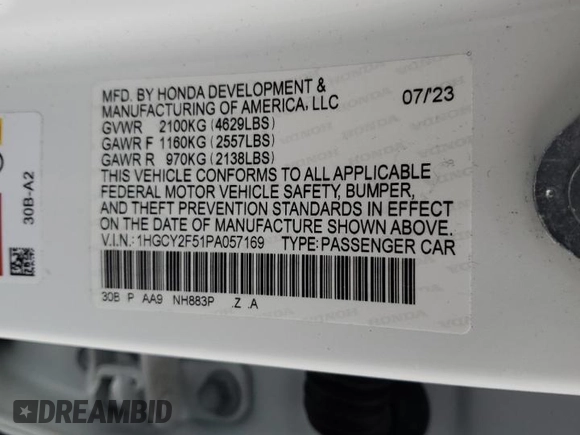 MFD. BY HONDA DEVELOPMENT &
MANUFACTURING OF AMERICA, LLC 07/'23
GVWR 2100KG (4629LBS)
GAWR F 1160KG (2557LBS)
GAWR R 970KG (2138LBS)
THIS VEHICLE CONFORMS TO ALL APPLICABLE
FEDERAL MOTOR VEHICLE SAFETY, BUMPER,
AND THEFT PREVENTION STANDARDS IN EFFECT
ON THE DATE OF MANUFACTURE SHOWN ABOVE.
V.I.N.: 1HGCY2F51PA057169 TYPE: PASSENGER CAR
30B P AA9 NH883P .Z .A
30B-A2
DREAMBID